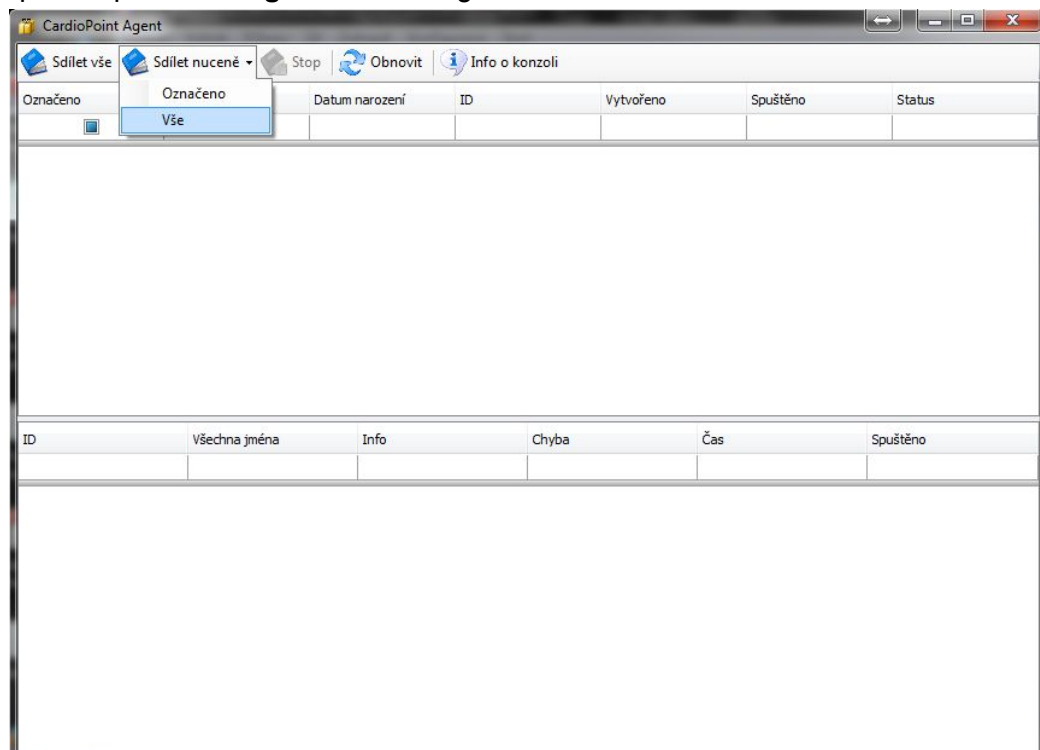 CardioPoint Agent
Sdílet vše Sdílet nuceně Stop Obnovit Info o konzoli
Označeno Datum narození ID Vytvořeno Spuštěno Status
Označeno
Vše
ID Všechna jména Info Chyba Čas Spuštěno